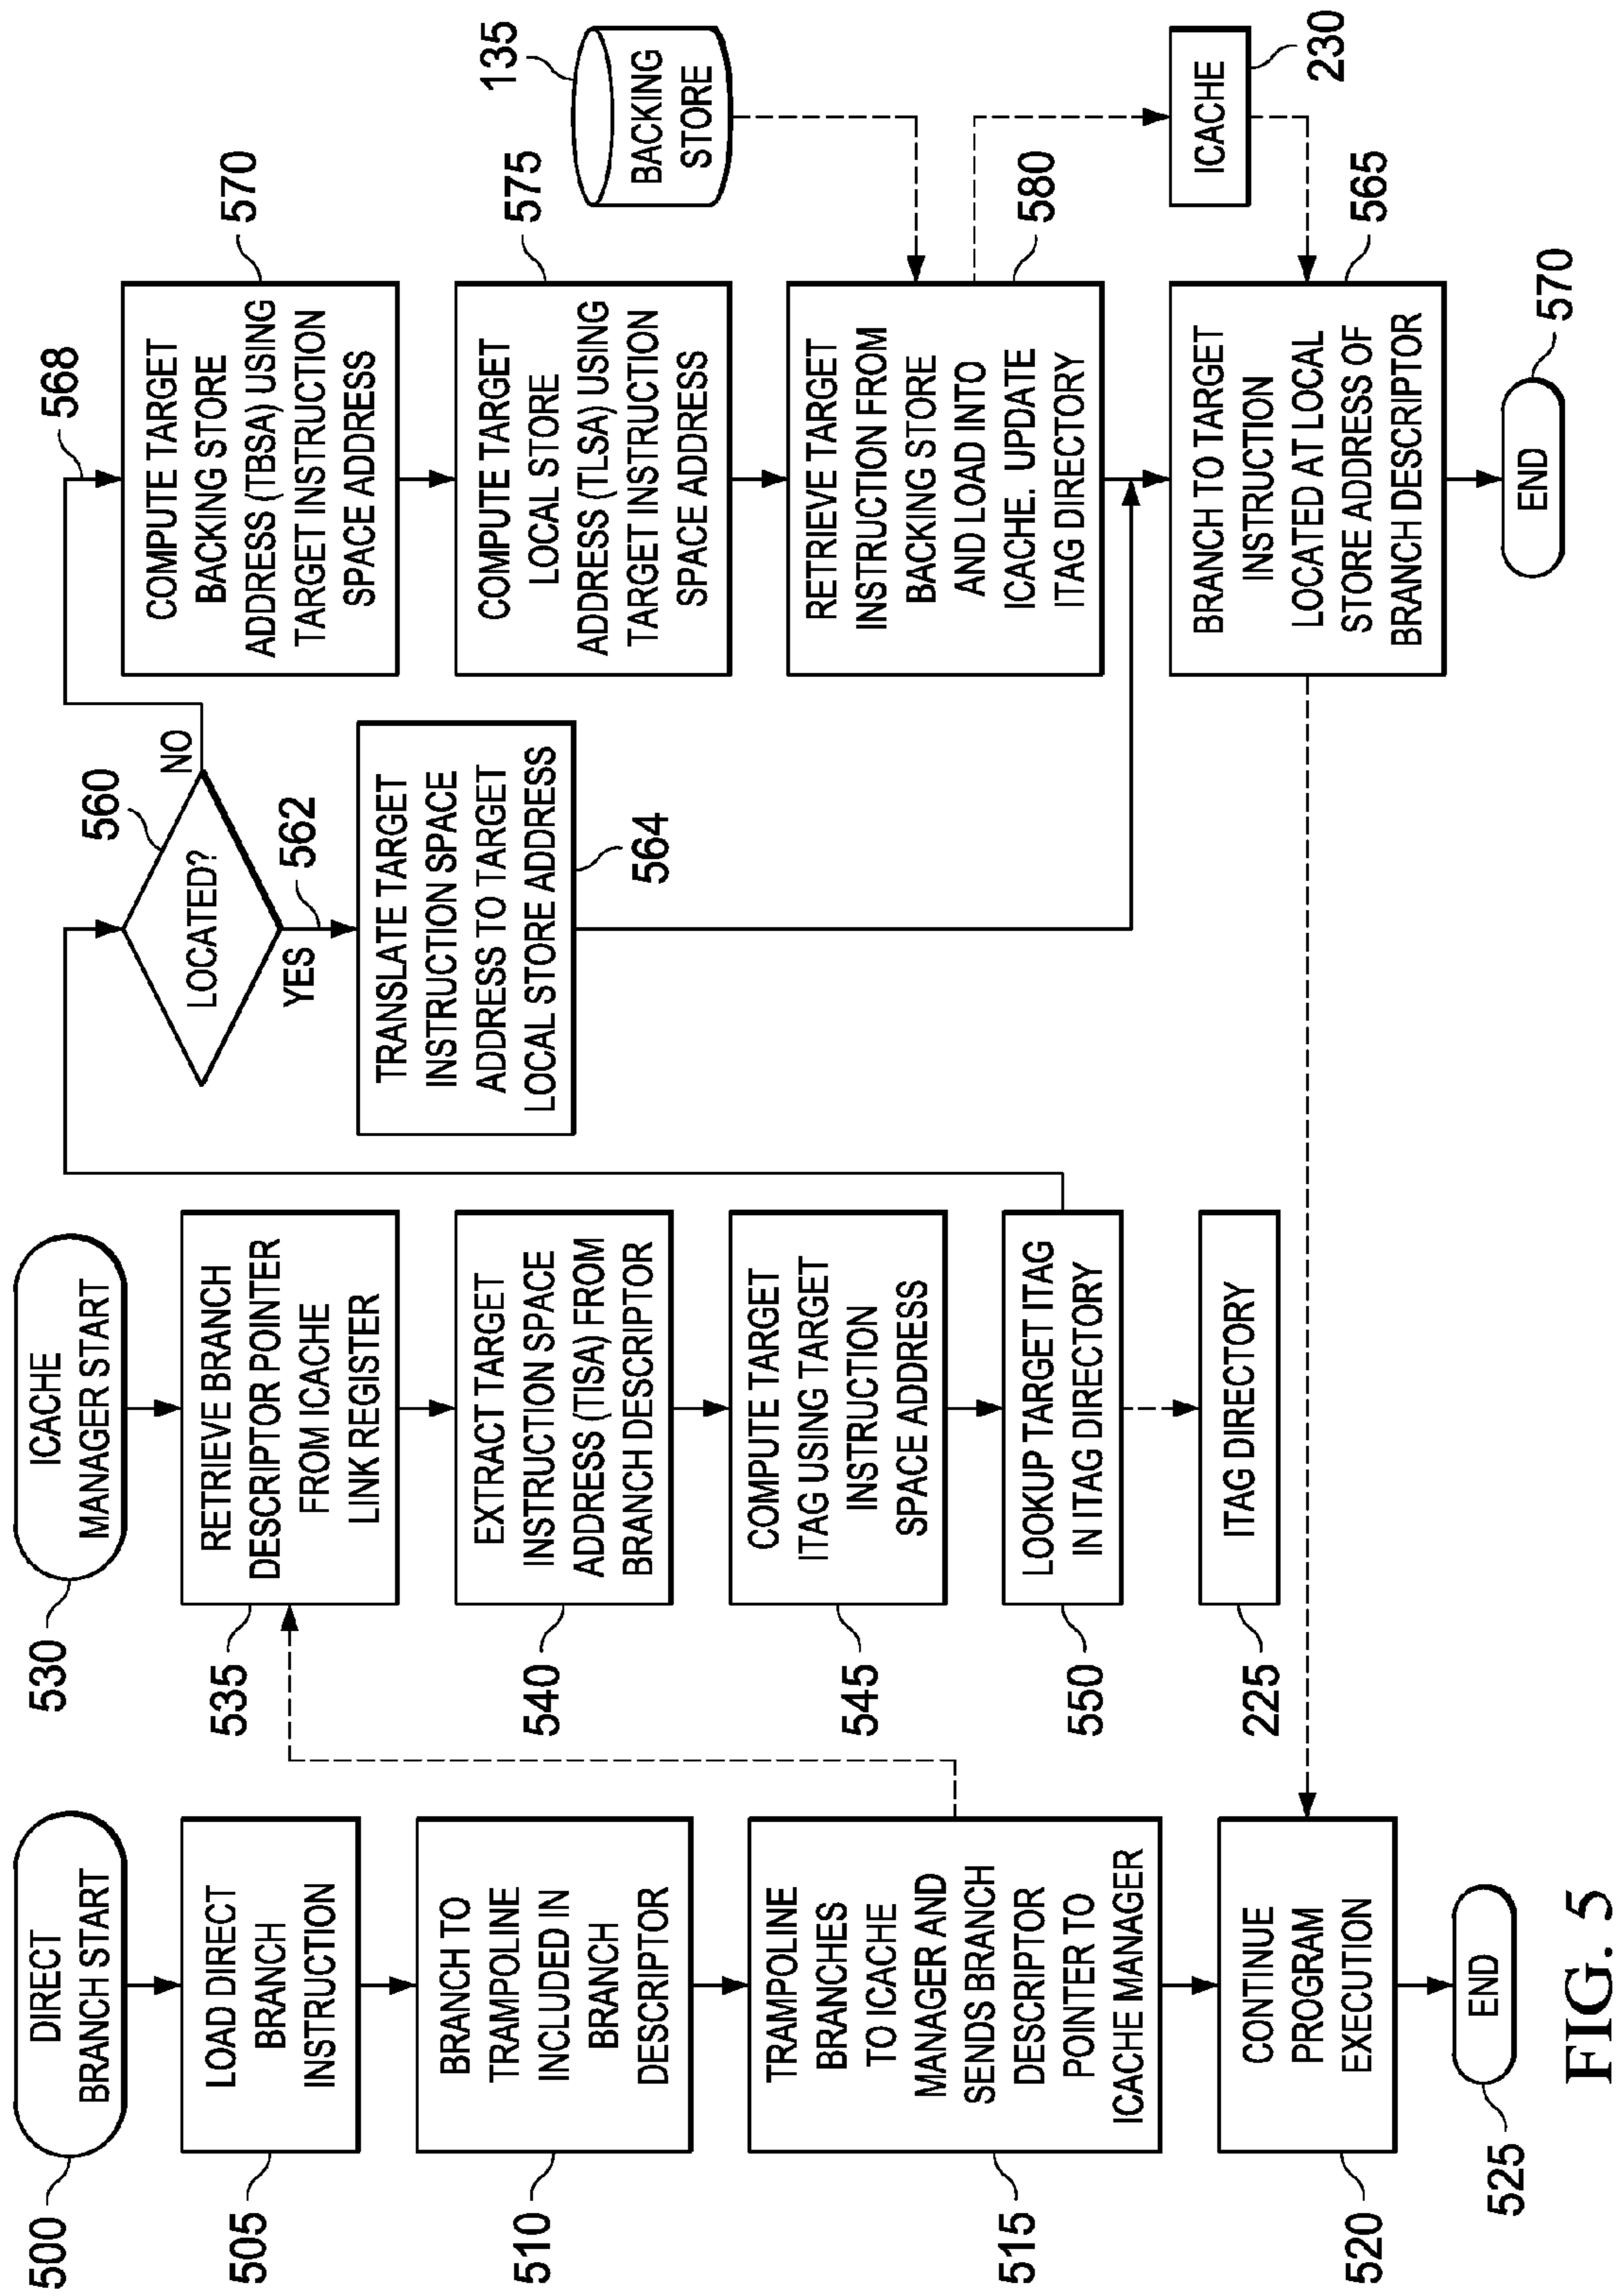 500
DIRECT
BRANCH START
505
LOAD DIRECT
BRANCH
INSTRUCTION
510
BRANCH TO
TRAMPOLINE
INCLUDED IN
BRANCH
DESCRIPTOR
515
TRAMPOLINE
BRANCHES
TO ICACHE
MANAGER AND
SENDS BRANCH
DESCRIPTOR
POINTER TO
ICACHE MANAGER
520
CONTINUE
PROGRAM
EXECUTION
525
END
530
ICACHE
MANAGER START
535
RETRIEVE BRANCH
DESCRIPTOR POINTER
FROM ICACHE
LINK REGISTER
540
EXTRACT TARGET
INSTRUCTION SPACE
ADDRESS (TISA) FROM
BRANCH DESCRIPTOR
545
COMPUTE TARGET
ITAG USING TARGET
INSTRUCTION
SPACE ADDRESS
550
LOOKUP TARGET ITAG
IN ITAG DIRECTORY
225
ITAG DIRECTORY
560
LOCATED?
NO
YES
562
TRANSLATE TARGET
INSTRUCTION SPACE
ADDRESS TO TARGET
LOCAL STORE ADDRESS
564
568
COMPUTE TARGET
BACKING STORE
ADDRESS (TBSA) USING
TARGET INSTRUCTION
SPACE ADDRESS
570
COMPUTE TARGET
LOCAL STORE
ADDRESS (TLSA) USING
TARGET INSTRUCTION
SPACE ADDRESS
575
135
BACKING
STORE
RETRIEVE TARGET
INSTRUCTION FROM
BACKING STORE
AND LOAD INTO
ICACHE. UPDATE
ITAG DIRECTORY
580
ICACHE
230
BRANCH TO TARGET
INSTRUCTION
LOCATED AT LOCAL
STORE ADDRESS OF
BRANCH DESCRIPTOR
565
END
570
FIG. 5